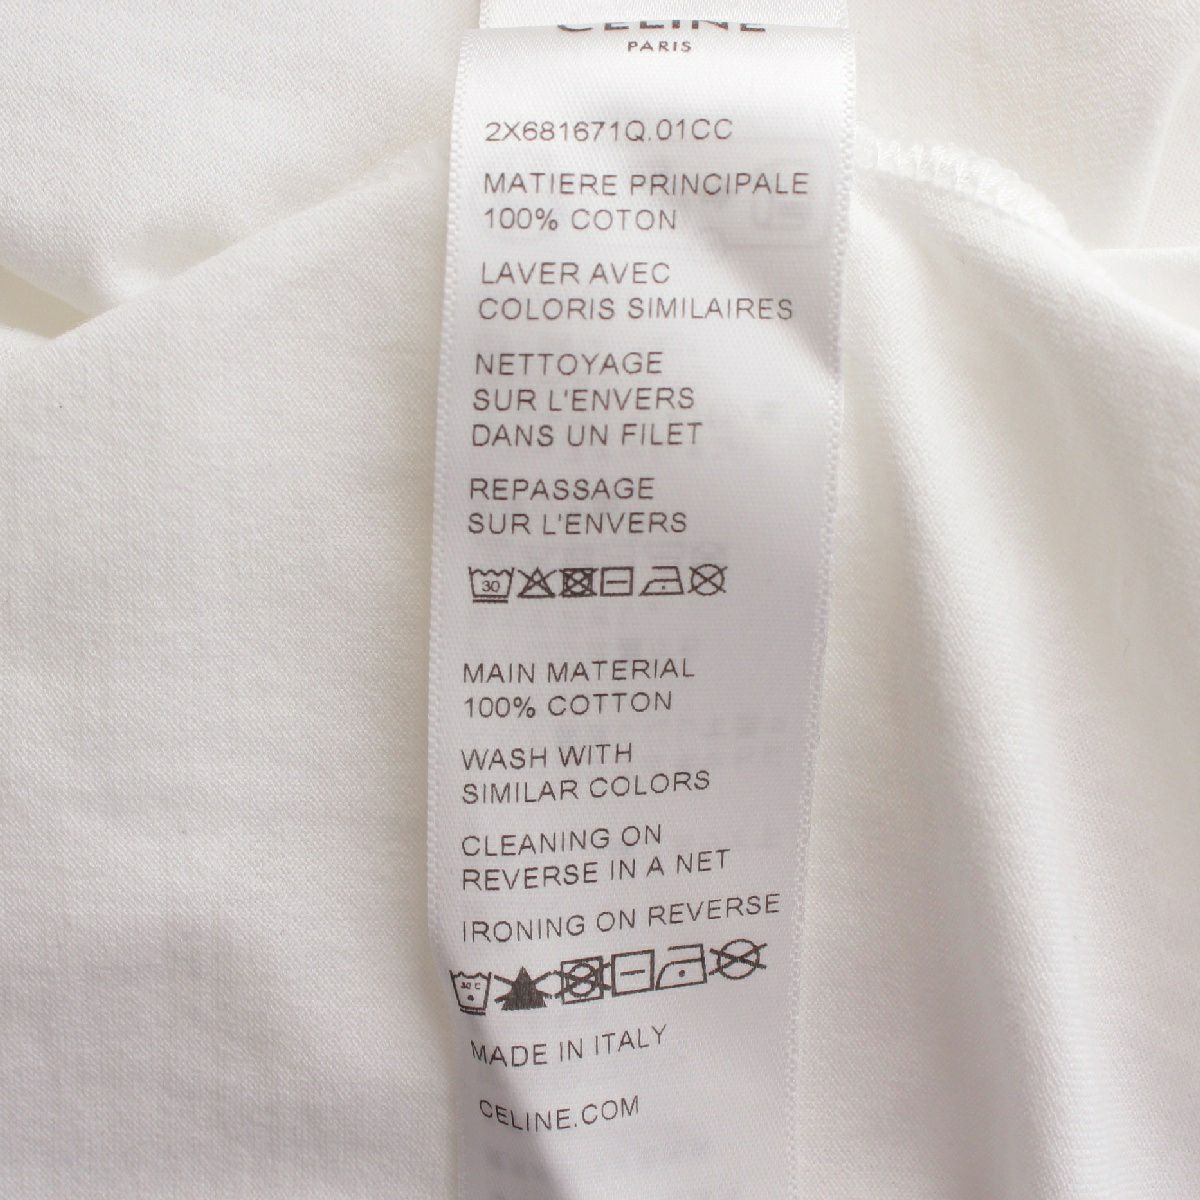 CELINE
PARIS
2X681671Q.01CC
MATIERE PRINCIPALE
100% COTON
LAVER AVEC
COLORIS SIMILAIRES
NETTOYAGE
SUR L'ENVERS
DANS UN FILET
REPASSAGE
SUR L'ENVERS
30
MAIN MATERIAL
100% COTTON
WASH WITH
SIMILAR COLORS
CLEANING ON
REVERSE IN A NET
IRONING ON REVERSE
30 C
MADE IN ITALY
CELINE.COM